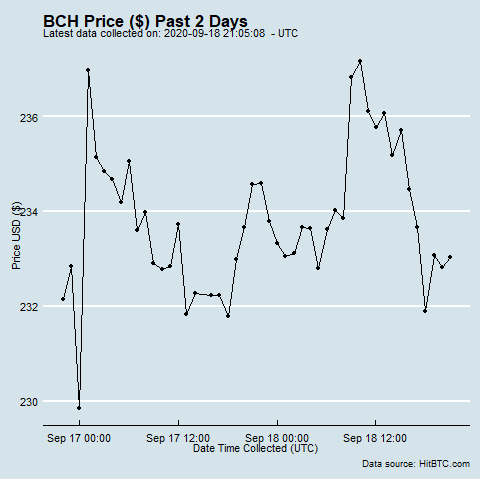 BCH Price ($) Past 2 Days
Latest data collected on: 2020-09-18 21:05:08 - UTC
Price USD ($)
236
234
232
230
Sep 17 00:00 Sep 17 12:00 Sep 18 00:00 Sep 18 12:00
Date Time Collected (UTC)
Data source: HitBTC.com